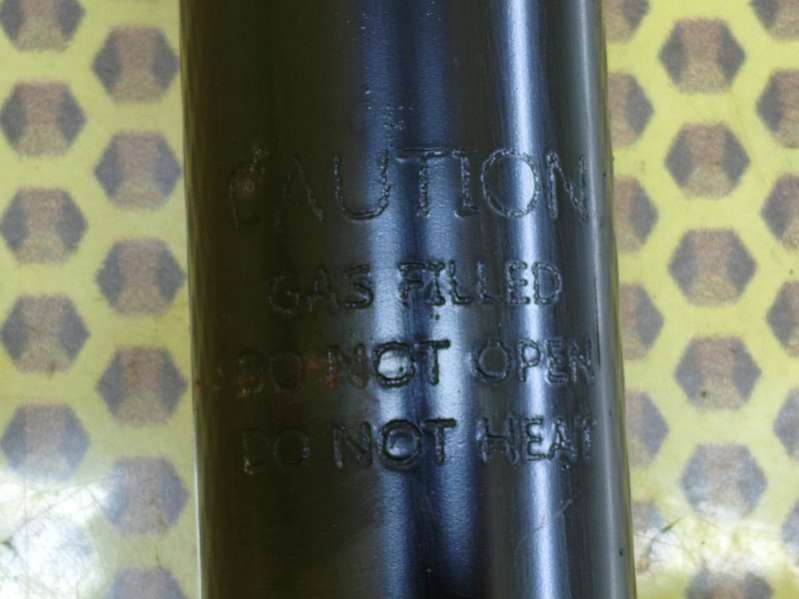 CAUTION
GAS FILLED
DO NOT OPEN
DO NOT HEAT